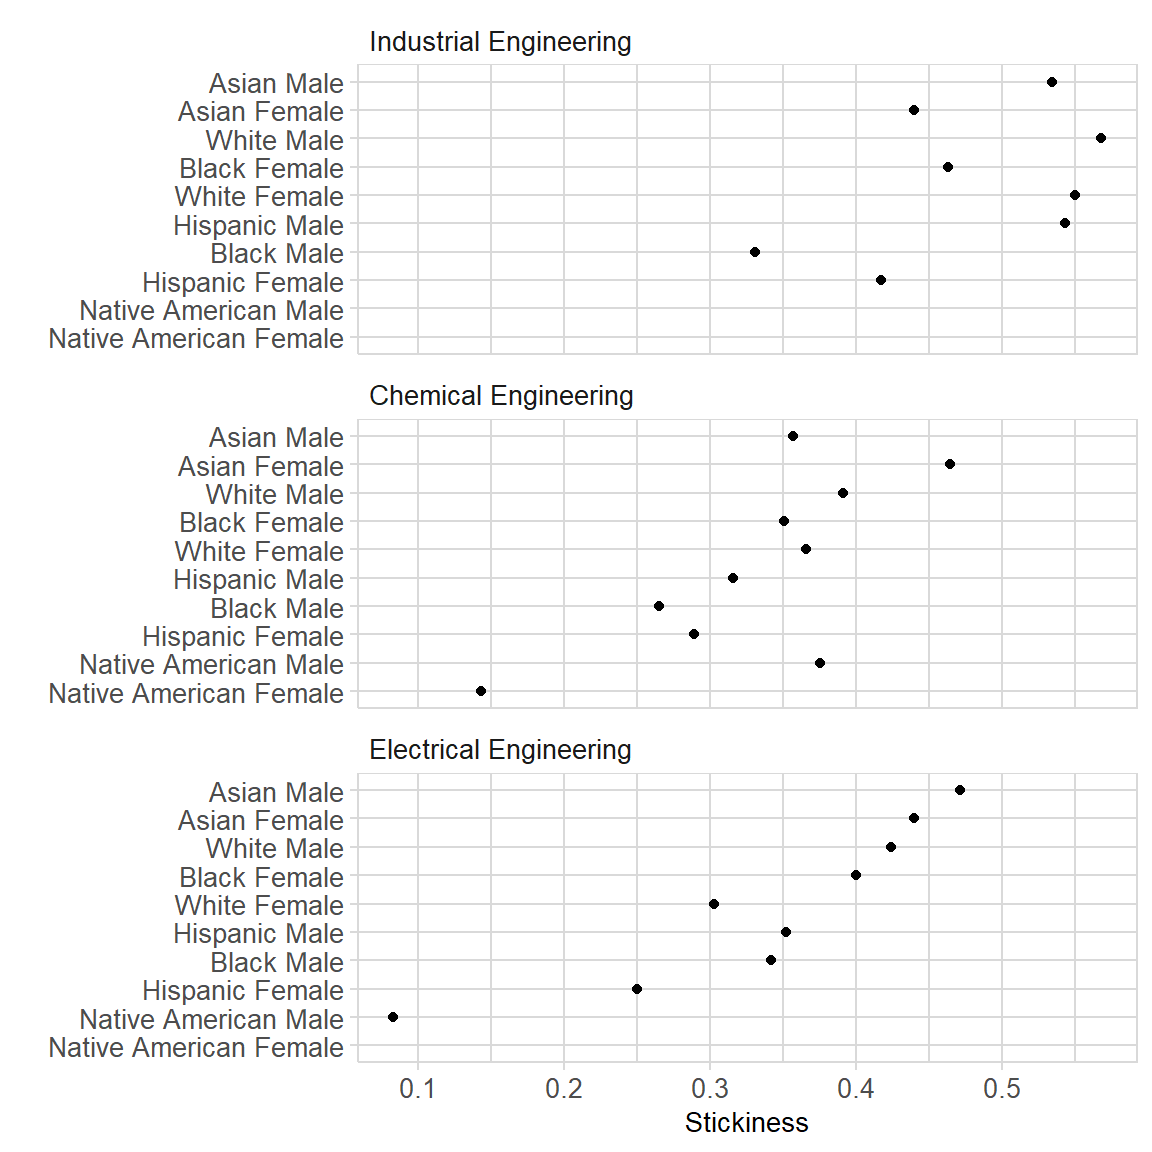 Industrial Engineering
Asian Male
Asian Female
White Male
Black Female
White Female
Hispanic Male
Black Male
Hispanic Female
Native American Male
Native American Female
Chemical Engineering
Asian Male
Asian Female
White Male
Black Female
White Female
Hispanic Male
Black Male
Hispanic Female
Native American Male
Native American Female
Electrical Engineering
Asian Male
Asian Female
White Male
Black Female
White Female
Hispanic Male
Black Male
Hispanic Female
Native American Male
Native American Female
0.1 0.2 0.3 0.4 0.5
Stickiness